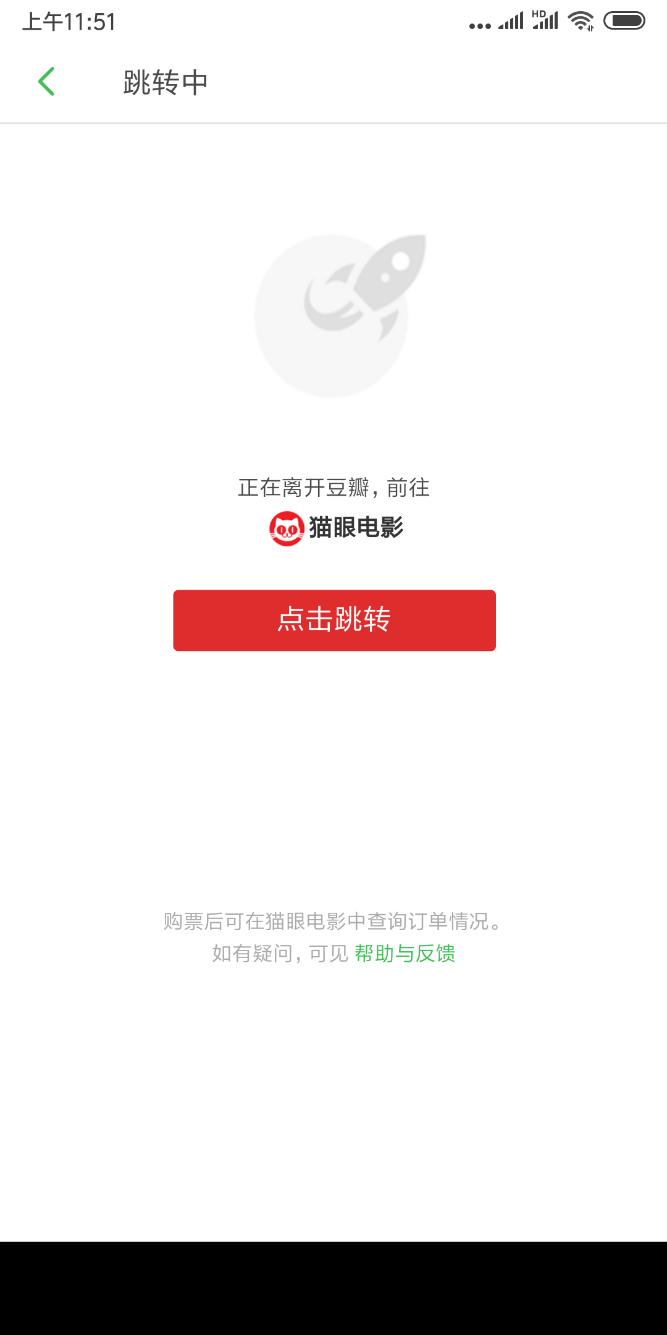 上午11:51
HD
跳转中
正在离开豆瓣，前往
猫眼电影
点击跳转
购票后可在猫眼电影中查询订单情况。
如有疑问，可见 帮助与反馈